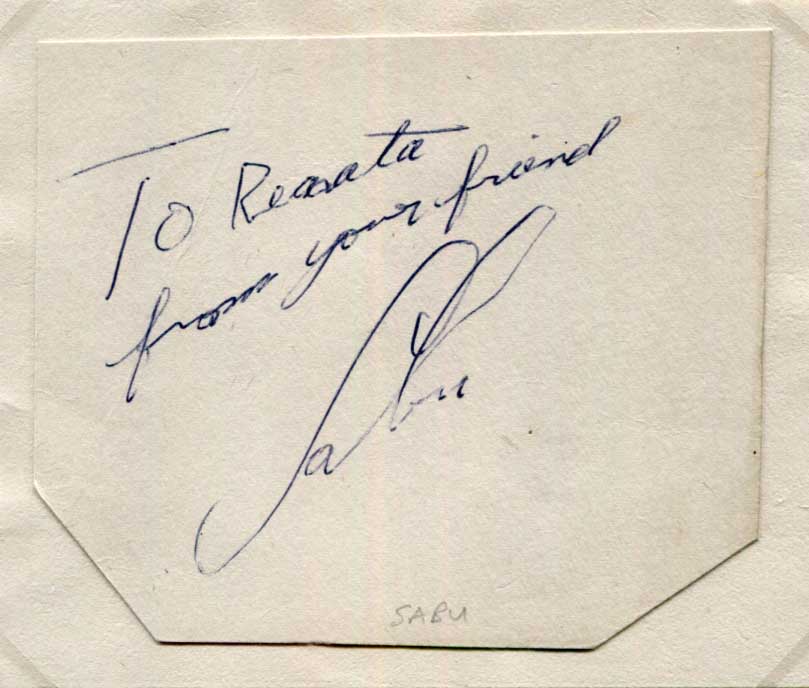 To Renata
from your friend
Sabu
SABU